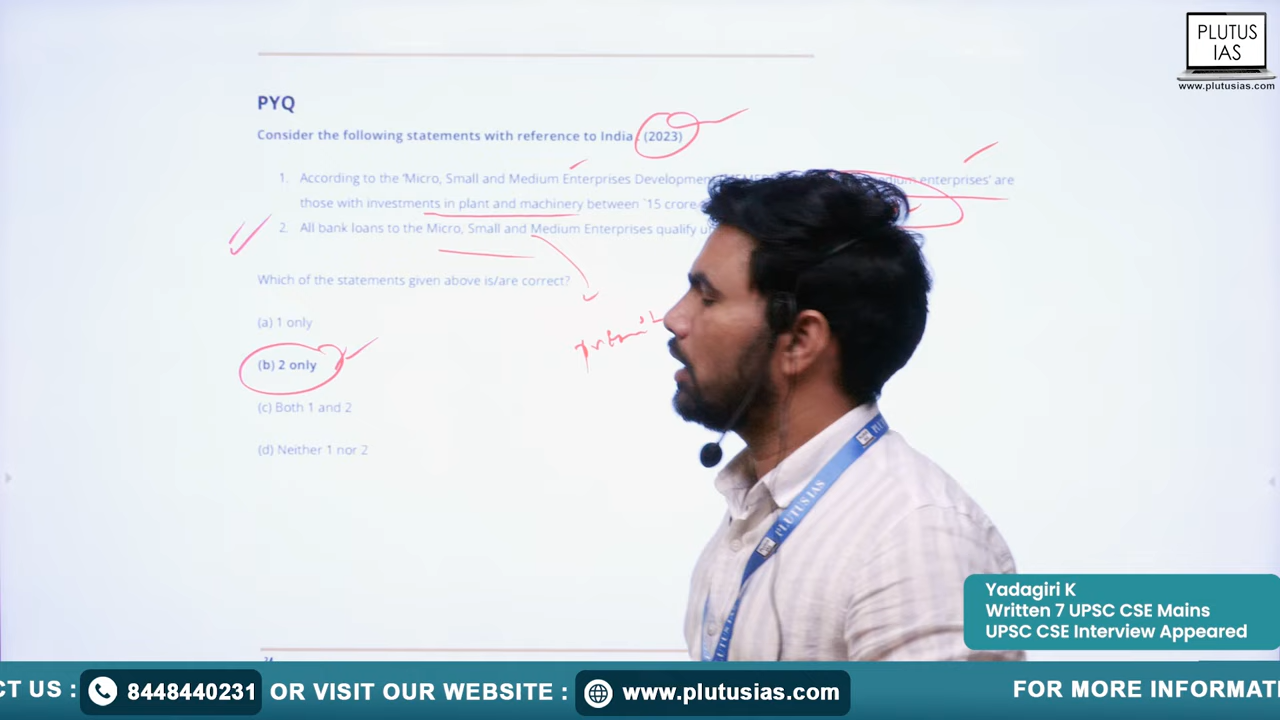 PLUTUS
IAS
www.plutusias.com
PYQ
Consider the following statements with reference to India (2023)
1. According to the 'Micro, Small and Medium Enterprises Development enterprises' are
those with investments in plant and machinery between `15 crore
2. All bank loans to the Micro, Small and Medium Enterprises qualify
Which of the statements given above is/are correct?
(a) 1 only
(b) 2 only
(c) Both 1 and 2
(d) Neither 1 nor 2
PLUTUS IAS
Yadagiri K
Written 7 UPSC CSE Mains
UPSC CSE Interview Appeared
CT US : 8448440231 OR VISIT OUR WEBSITE : www.plutusias.com FOR MORE INFORMATI